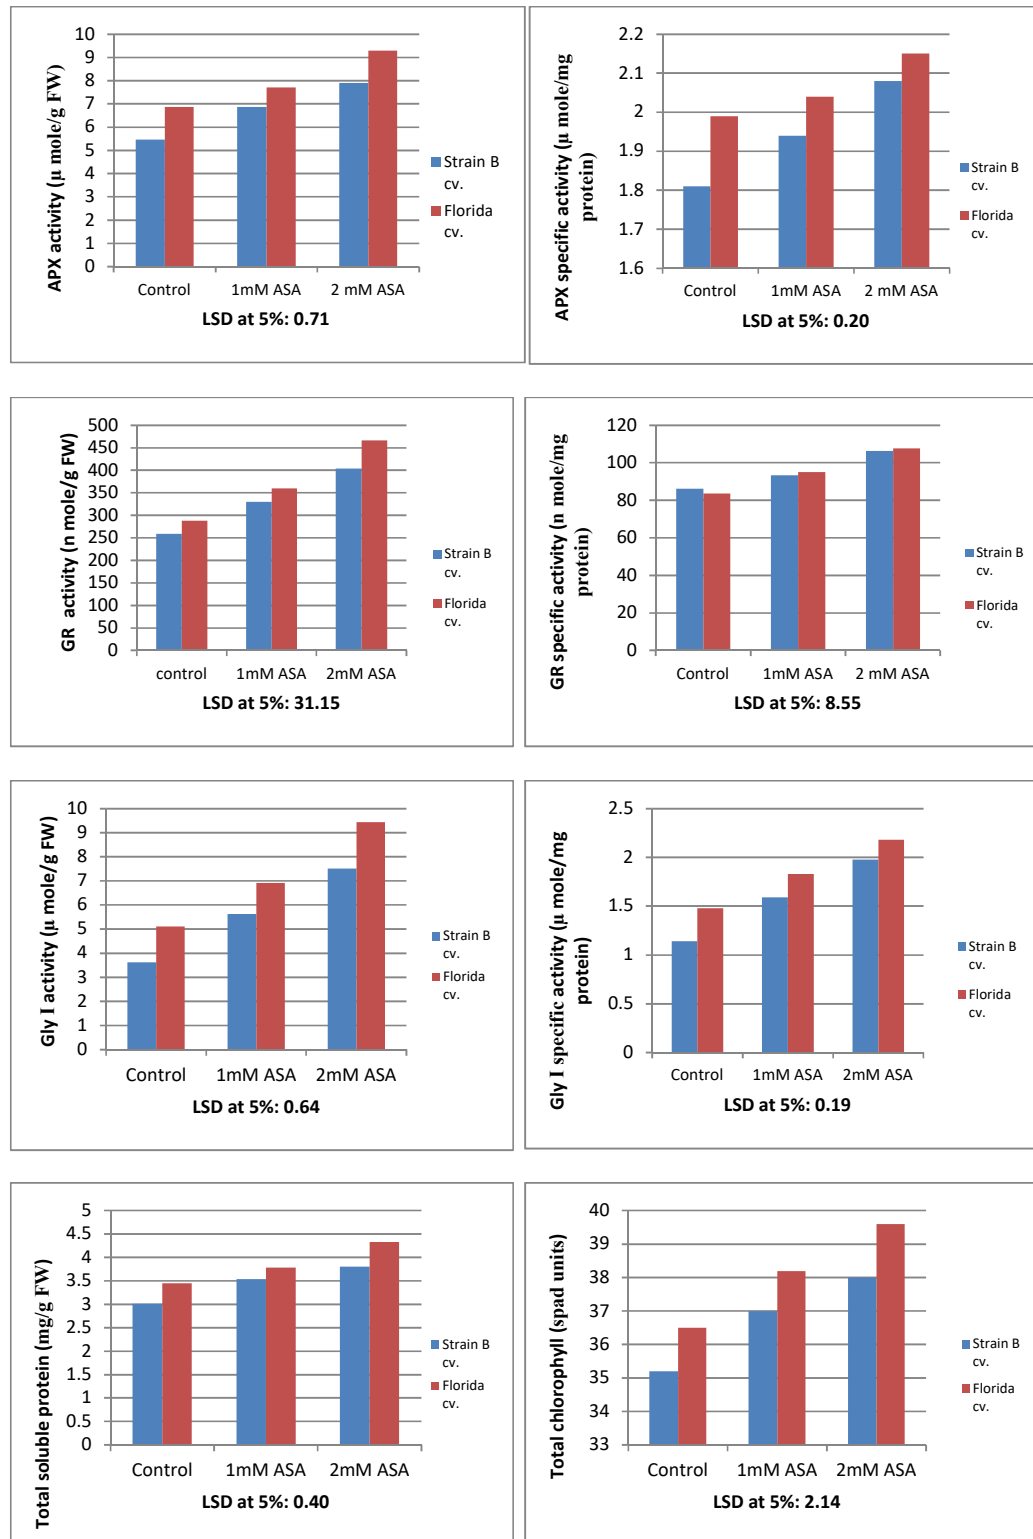 APX activity (µ mole/g FW)
10
9
8
7
6
5
4
3
2
1
0
Control 1mM ASA 2 mM ASA
LSD at 5%: 0.71
Strain B
cv.
Florida
cv.
APX specific activity (µ mole/mg
protein)
2.2
2.1
2
1.9
1.8
1.7
1.6
Control 1mM ASA 2 mM ASA
LSD at 5%: 0.20
Strain B
cv.
Florida
cv.
GR activity (n mole/g FW)
500
450
400
350
300
250
200
150
100
50
0
control 1mM ASA 2mM ASA
LSD at 5%: 31.15
Strain B
cv.
Florida
cv.
GR specific activity (n mole/mg
protein)
120
100
80
60
40
20
0
Control 1mM ASA 2 mM ASA
LSD at 5%: 8.55
Strain B
cv.
Florida
cv.
Gly I activity (µ mole/g FW)
10
9
8
7
6
5
4
3
2
1
0
Control 1mM ASA 2mM ASA
LSD at 5%: 0.64
Strain B
cv.
Florida
cv.
Gly I specific activity (µ mole/mg
protein)
2.5
2
1.5
1
0.5
0
Control 1mM ASA 2mM ASA
LSD at 5%: 0.19
Strain B
cv.
Florida
cv.
Total soluble protein (mg/g FW)
5
4.5
4
3.5
3
2.5
2
1.5
1
0.5
0
Control 1mM ASA 2mM ASA
LSD at 5%: 0.40
Strain B
cv.
Florida
cv.
Total chlorophyll (spad units)
40
39
38
37
36
35
34
33
Control 1mM ASA 2mM ASA
LSD at 5%: 2.14
Strain B
cv.
Florida
cv.